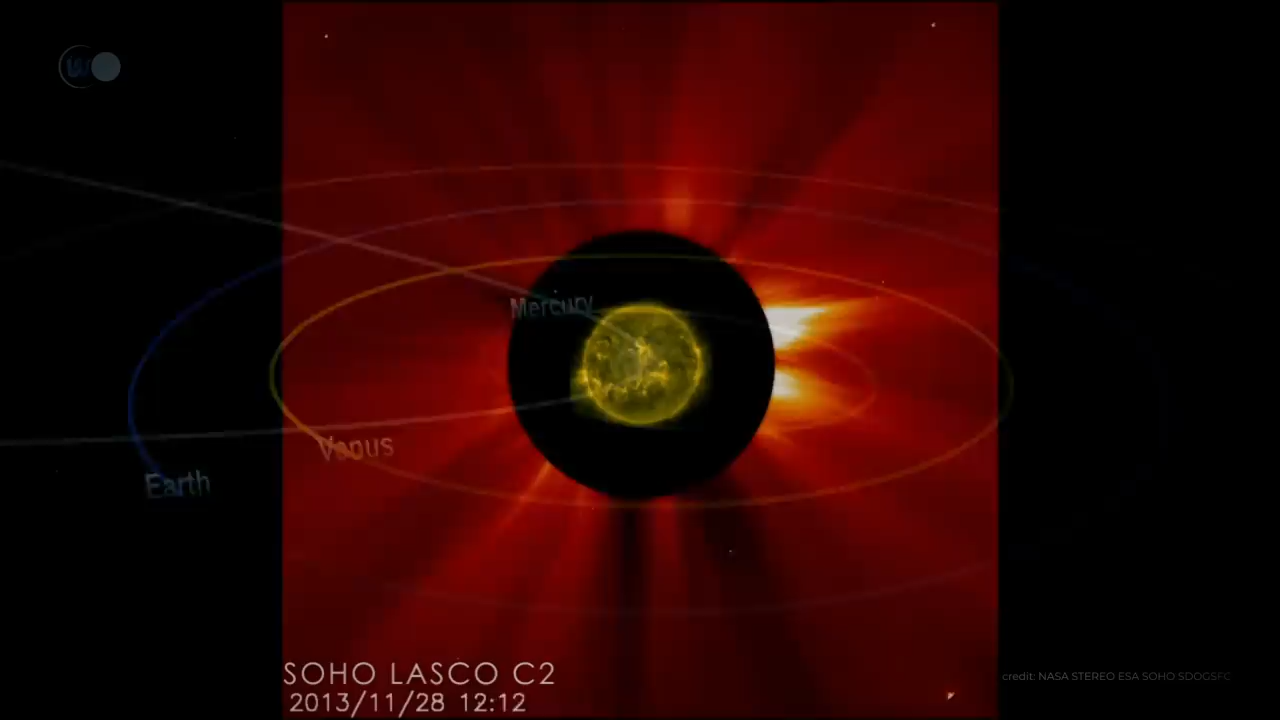 Mercury
Venus
Earth
SOHO LASCO C2
2013/11/28 12:12
credit: NASA STEREO ESA SOHO SDOGSFC